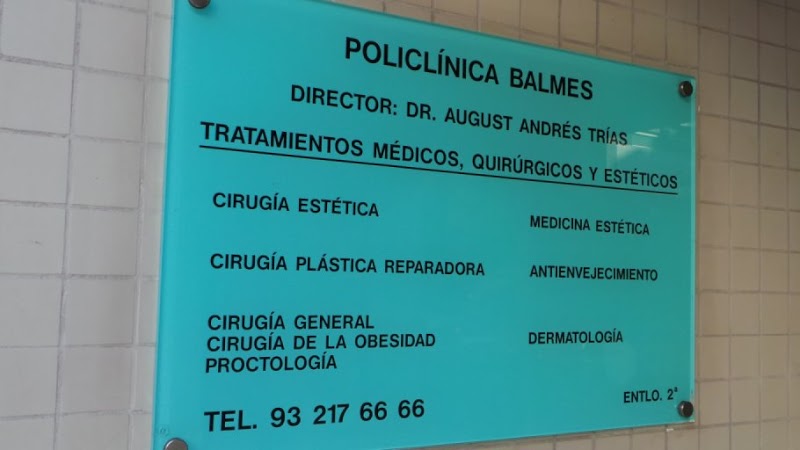 POLICLÍNICA BALMES
DIRECTOR: DR. AUGUST ANDRÉS TRÍAS
TRATAMIENTOS MÉDICOS, QUIRÚRGICOS Y ESTÉTICOS
CIRUGÍA ESTÉTICA
MEDICINA ESTÉTICA
CIRUGÍA PLÁSTICA REPARADORA
ANTIENVEJECIMIENTO
CIRUGÍA GENERAL
CIRUGÍA DE LA OBESIDAD
PROCTOLOGÍA
DERMATOLOGÍA
TEL. 93 217 66 66
ENTLO. 2ª